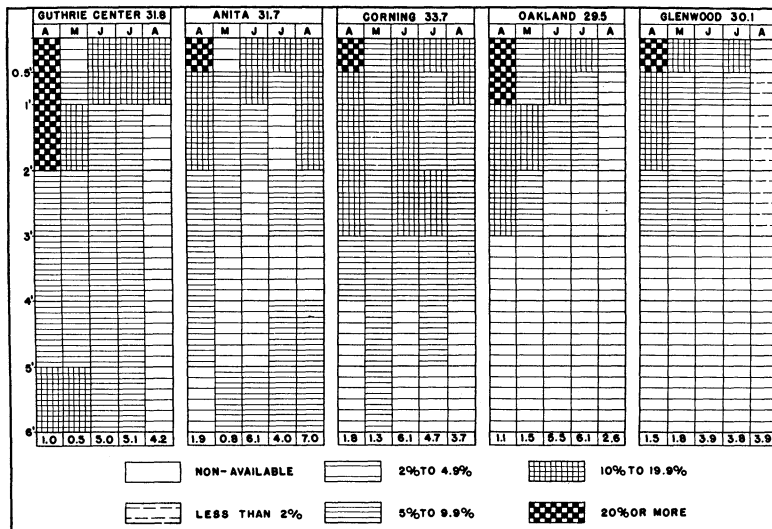 GUTHRIE CENTER 31.8 ANITA 31.7 CORNING 33.7 OAKLAND 29.5 GLENWOOD 30.1
A M J J A A M J J A A M J J A A M J J A A M J J A
0.5'
1'
2'
3'
4'
5'
6'
1.0 0.5 5.0 5.1 4.2 1.9 0.8 6.1 4.0 7.0 1.8 1.3 6.1 4.7 3.7 1.1 1.5 5.5 6.1 2.6 1.5 1.8 3.9 3.8 3.9
NON-AVAILABLE 2% TO 4.9% 10% TO 19.9%
LESS THAN 2% 5% TO 9.9% 20% OR MORE